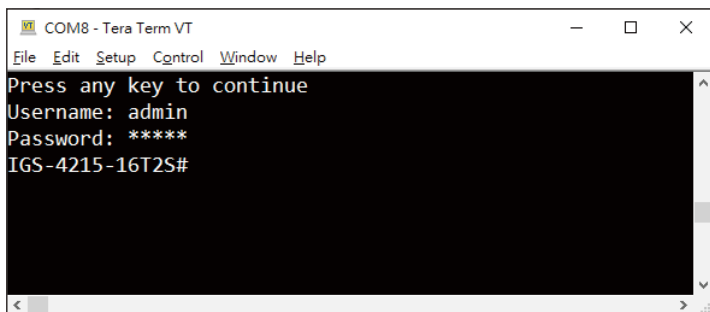 COM8 - Tera Term VT
File Edit Setup Control Window Help
Press any key to continue
Username: admin
Password: *****
IGS-4215-16T2S#